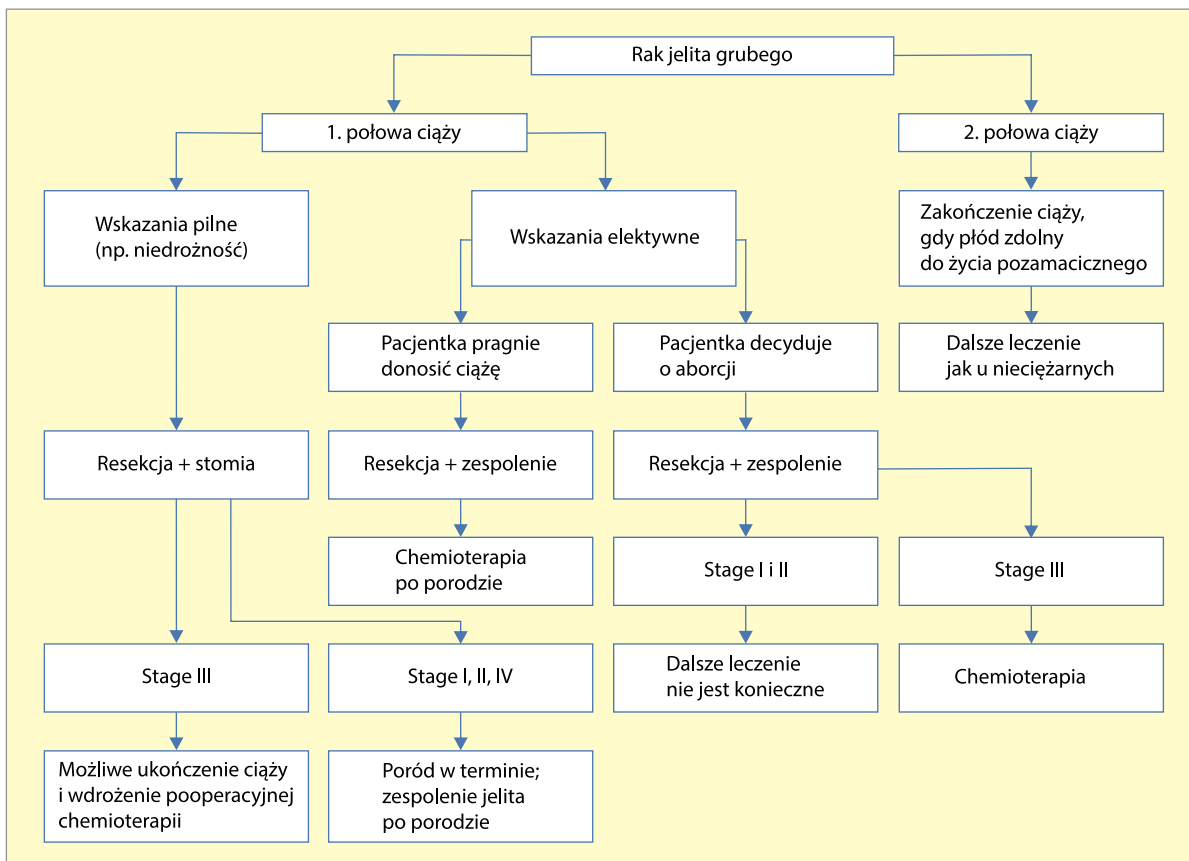 Rak jelita grubego
1. połowa ciąży
2. połowa ciąży
Wskazania pilne
(np. niedrożność)
Wskazania elektywne
Zakończenie ciąży,
gdy płód zdolny
do życia pozamacicznego
Pacjentka pragnie
donosić ciążę
Pacjentka decyduje
o aborcji
Dalsze leczenie
jak u nieciężarnych
Resekcja + stomia
Resekcja + zespolenie
Resekcja + zespolenie
Chemioterapia
po porodzie
Stage I i II
Stage III
Stage III
Stage I, II, IV
Dalsze leczenie
nie jest konieczne
Chemioterapia
Możliwe ukończenie ciąży
i wdrożenie pooperacyjnej
chemioterapii
Poród w terminie;
zespolenie jelita
po porodzie